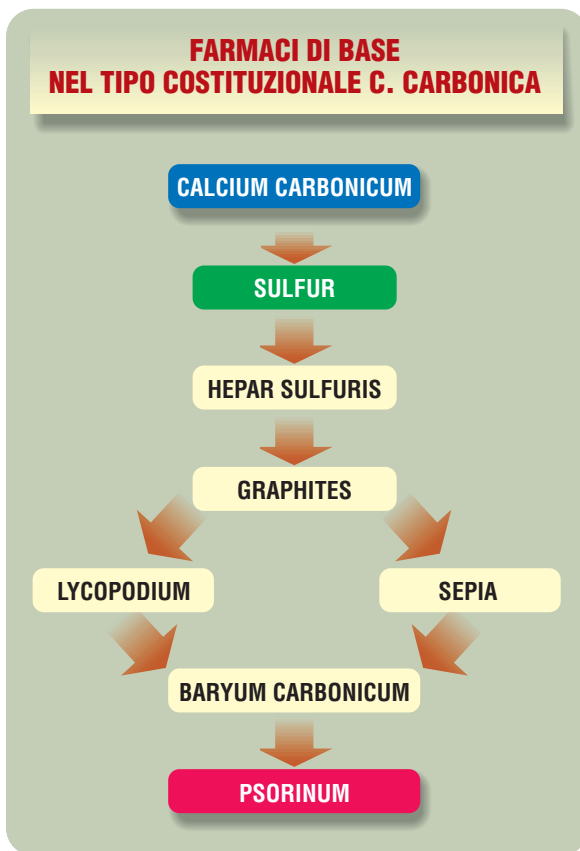 FARMACI DI BASE
NEL TIPO COSTITUZIONALE C. CARBONICA
CALCIUM CARBONICUM
SULFUR
HEPAR SULFURIS
GRAPHITES
LYCOPODIUM
SEPIA
BARYUM CARBONICUM
PSORINUM